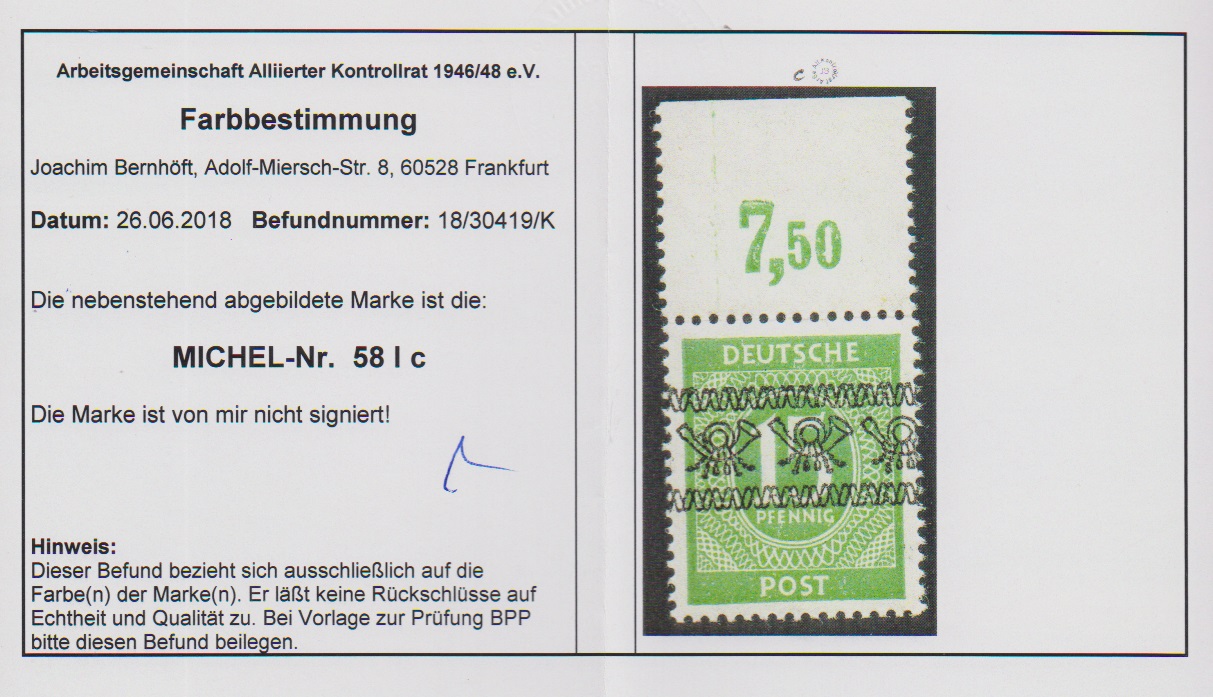 Arbeitsgemeinschaft Alliierter Kontrollrat 1946/48 e.V.
Farbbestimmung
Joachim Bernhöft, Adolf-Miersch-Str. 8, 60528 Frankfurt
Datum: 26.06.2018 Befundnummer: 18/30419/K
Die nebenstehend abgebildete Marke ist die:
MICHEL-Nr. 58 I c
Die Marke ist von mir nicht signiert!
Hinweis:
Dieser Befund bezieht sich ausschließlich auf die
Farbe(n) der Marke(n). Er läßt keine Rückschlüsse auf
Echtheit und Qualität zu. Bei Vorlage zur Prüfung BPP
bitte diesen Befund beilegen.
c
7,50
DEUTSCHE
15
PFENNIG
POST